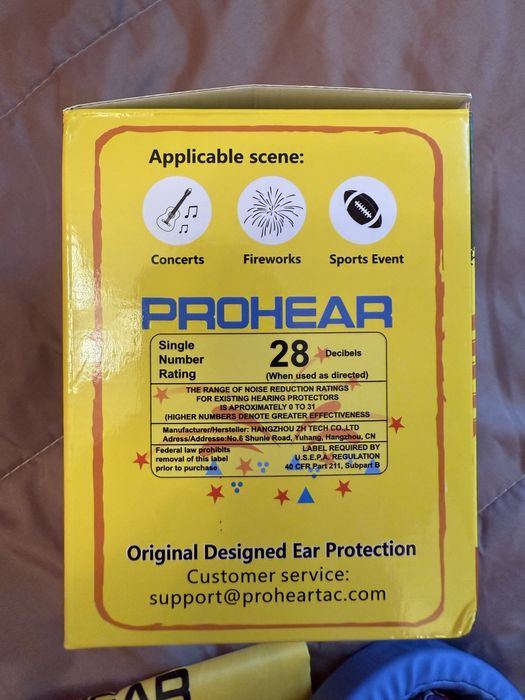 Applicable scene:
Concerts
Fireworks
Sports Event
PROHEAR
Single
Number
Rating
28 Decibels
(When used as directed)
THE RANGE OF NOISE REDUCTION RATINGS
FOR EXISTING HEARING PROTECTORS
IS APROXIMATELY 0 TO 31
(HIGHER NUMBERS DENOTE GREATER EFFECTIVENESS
Manufacturer/Hersteller: HANGZHOU ZH TECH CO.,LTD
Adress/Addresse:No.6 Shunle Road, Yuhang, Hangzhou, CN
Federal law prohibits
removal of this label
prior to purchase
LABEL REQUIRED BY
U.S.E.P.A. REGULATION
40 CFR Part 211, Subpart B
Original Designed Ear Protection
Customer service:
support@proheartac.com
HEAR